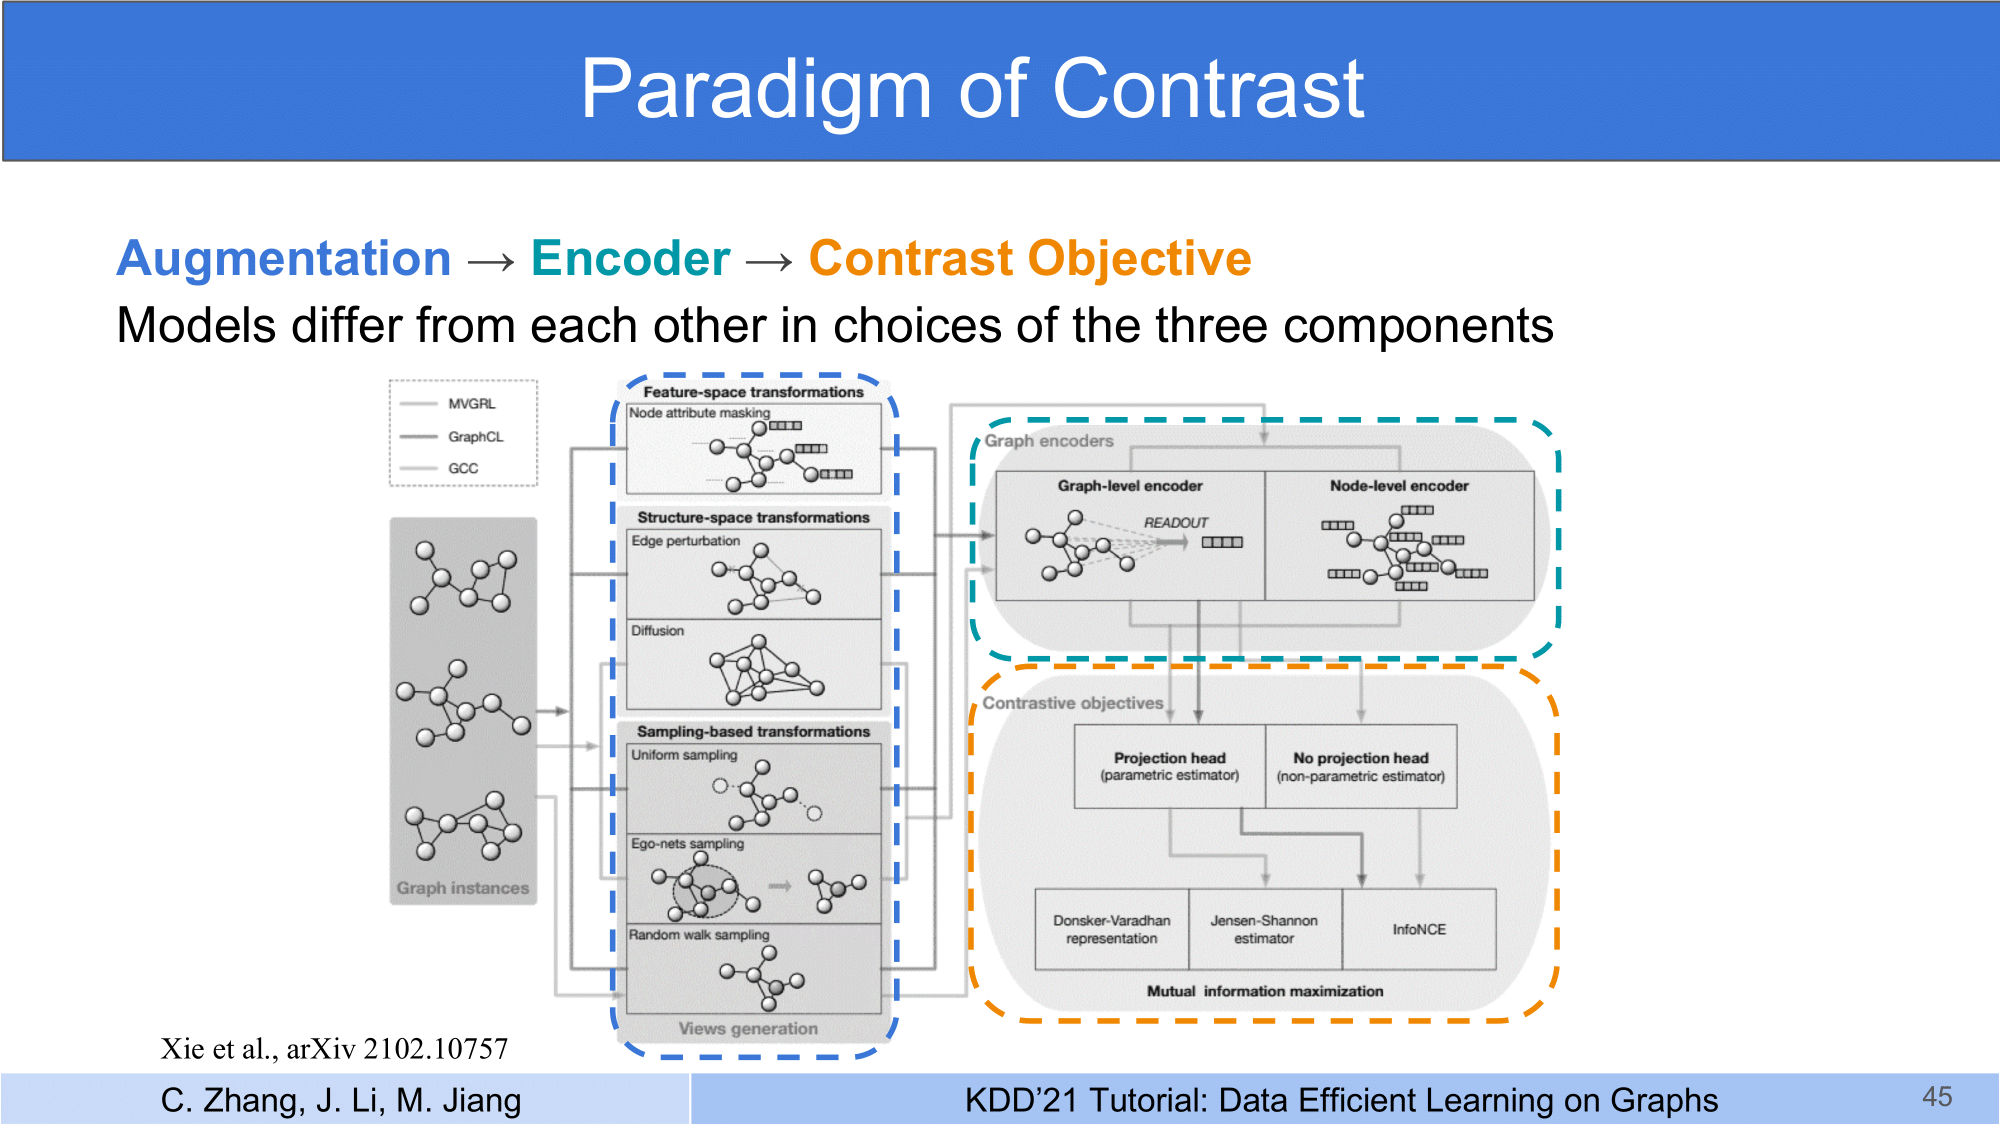 Paradigm of Contrast
Augmentation → Encoder → Contrast Objective
Models differ from each other in choices of the three components
MVGRL
GraphCL
GCC
Graph instances
Feature-space transformations
Node attribute masking
Structure-space transformations
Edge perturbation
Diffusion
Sampling-based transformations
Uniform sampling
Ego-nets sampling
Random walk sampling
Views generation
Graph encoders
Graph-level encoder
READOUT
Node-level encoder
Contrastive objectives
Projection head
(parametric estimator)
No projection head
(non-parametric estimator)
Donsker-Varadhan
representation
Jensen-Shannon
estimator
InfoNCE
Mutual information maximization
Xie et al., arXiv 2102.10757
C. Zhang, J. Li, M. Jiang
KDD’21 Tutorial: Data Efficient Learning on Graphs
45